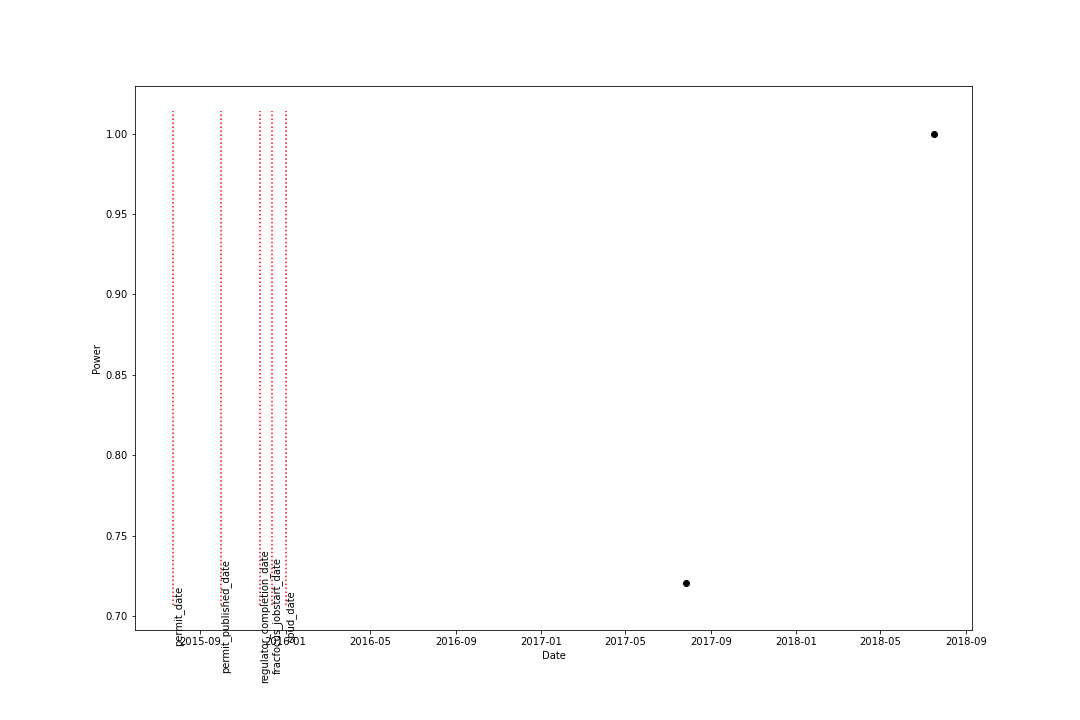 1.00
0.95
0.90
0.85
0.80
0.75
0.70
Power
permit_date
permit_published_date
regulator_completion_date
fracfocus_jobstart_date
spud_date
2015-09
2016-01
2016-05
2016-09
2017-01
2017-05
2017-09
2018-01
2018-05
2018-09
Date